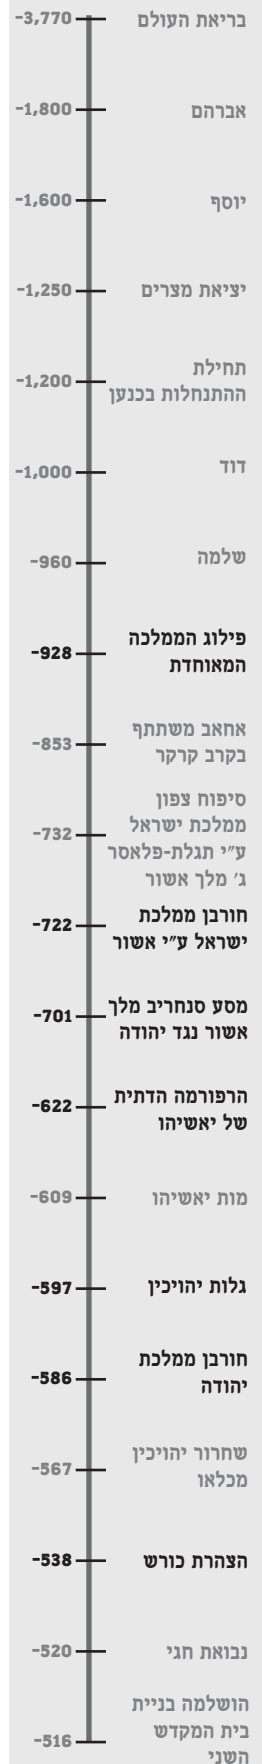 בריאת העולם -3,770
אברהם -1,800
יוסף -1,600
יציאת מצרים -1,250
תחילת
ההתנחלות בכנען -1,200
דוד -1,000
שלמה -960
פילוג הממלכה
המאוחדת -928
אחאב משתתף
בקרב קרקר -853
סיפוח צפון
ממלכת ישראל
ע״י תגלת-פלאסר
ג׳ מלך אשור -732
חורבן ממלכת
ישראל ע״י אשור -722
מסע סנחריב מלך
אשור נגד יהודה -701
הרפורמה הדתית
של יאשיהו -622
מות יאשיהו -609
גלות יהויכין -597
חורבן ממלכת
יהודה -586
שחרור יהויכין
מכלאו -567
הצהרת כורש -538
נבואת חגי -520
הושלמה בניית
בית המקדש
השני -516